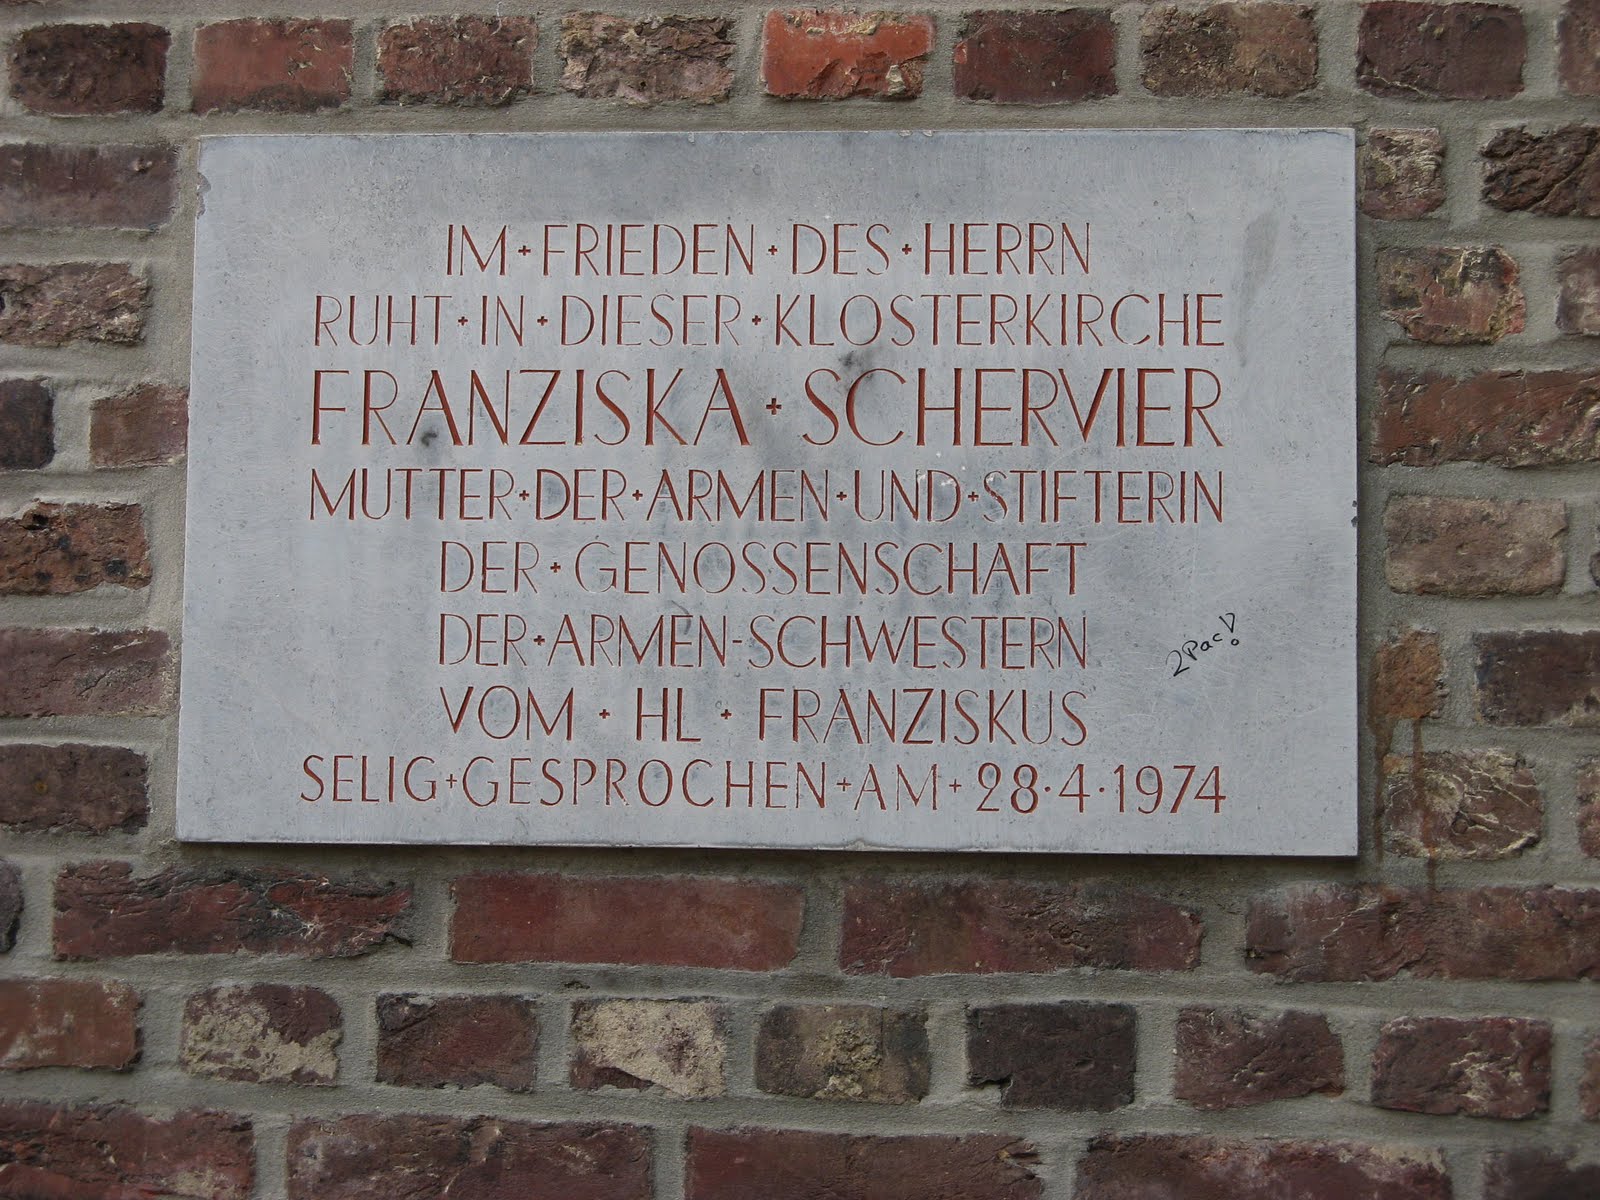 IM + FRIEDEN + DES + HERRN
RUHT + IN + DIESER + KLOSTERKIRCHE
FRANZISKA + SCHERVIER
MUTTER + DER + ARMEN + UND + STIFTERIN
DER + GENOSSENSCHAFT
DER + ARMEN-SCHWESTERN
2Pac!
VOM + HL + FRANZISKUS
SELIG + GESPROCHEN + AM + 28·4·1974